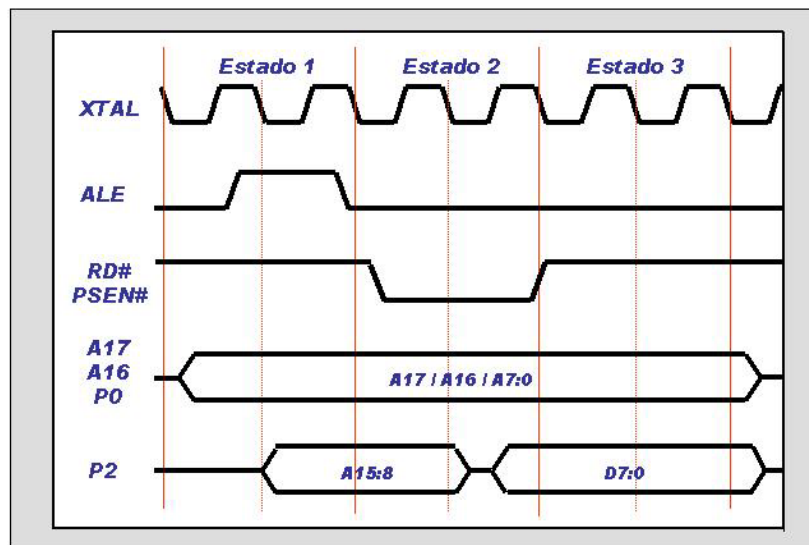 Estado 1 Estado 2 Estado 3
XTAL
ALE
RD#
PSEN#
A17
A16
P0
A17 / A16 / A7:0
P2
A15:8
D7:0